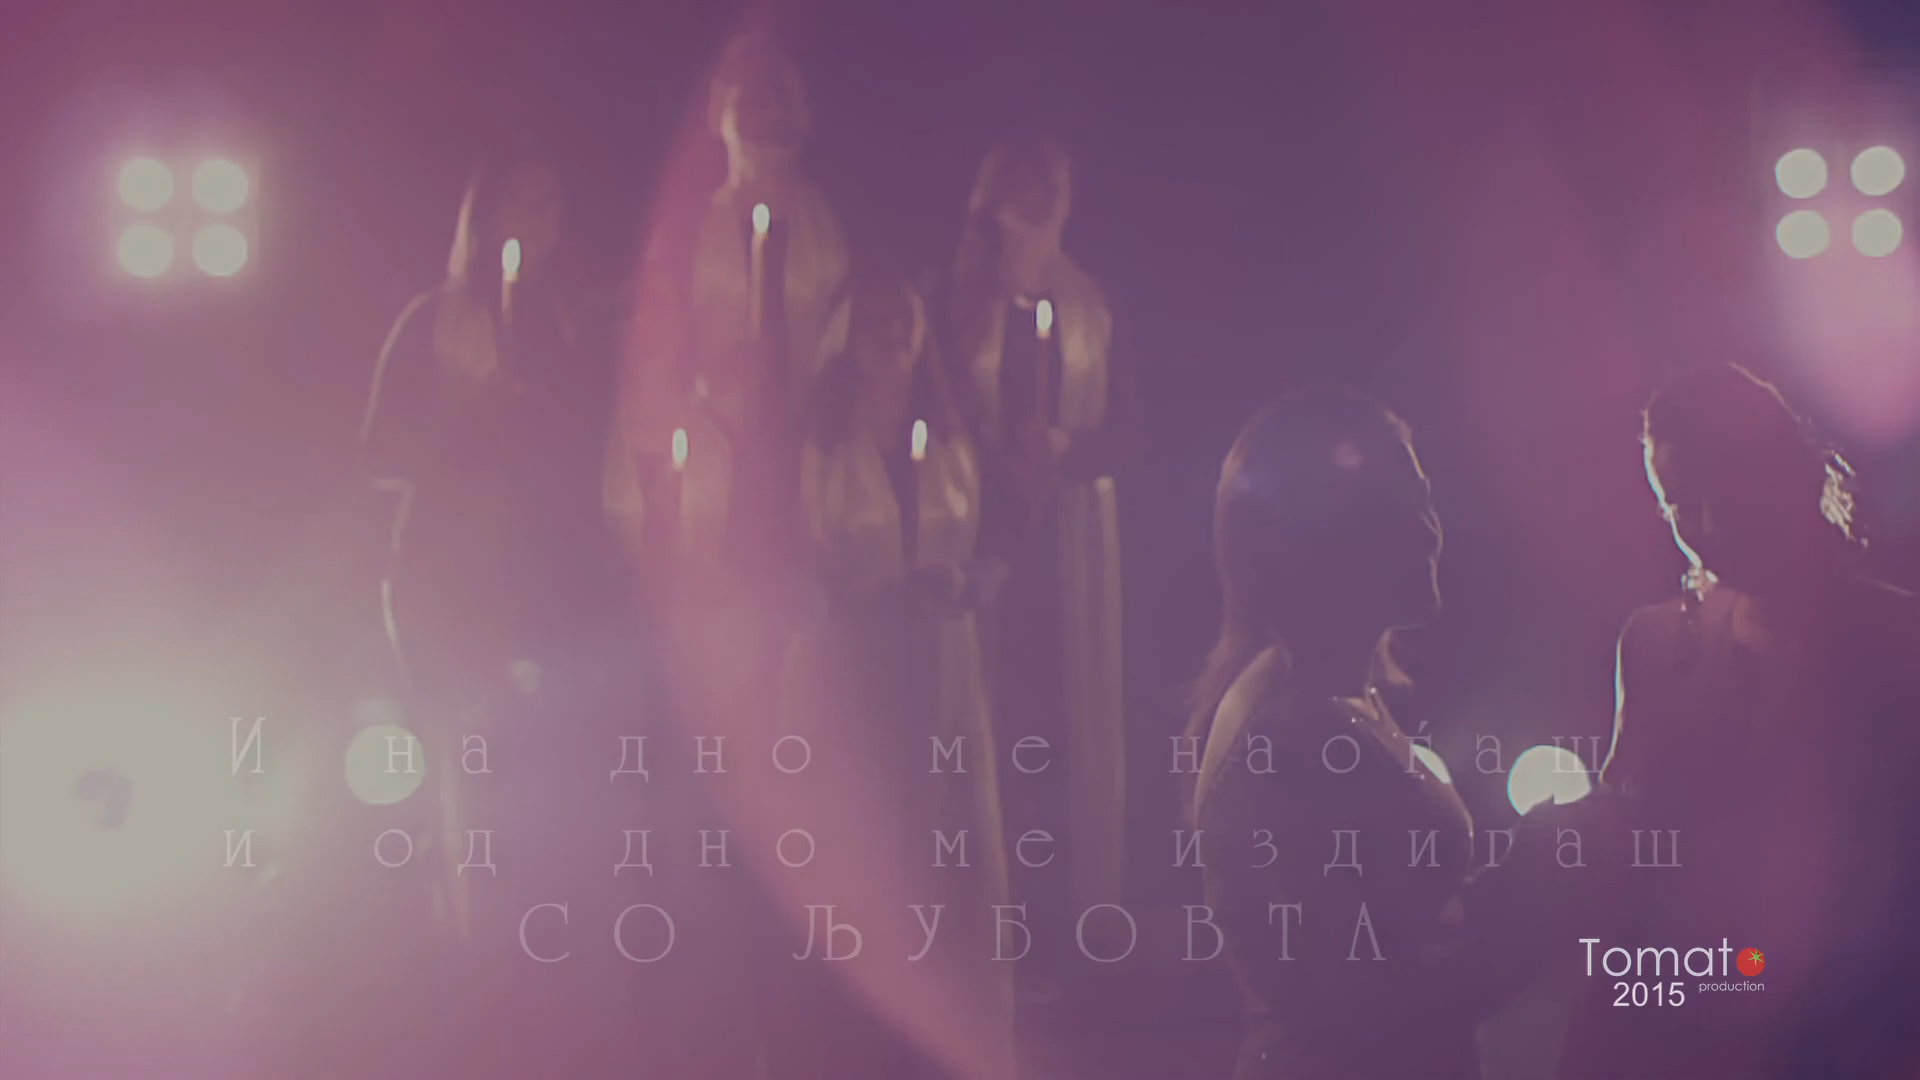 И на дно ме наоѓаш
и од дно ме издигаш
СО ЉУБОВТА
Tomato
production
2015